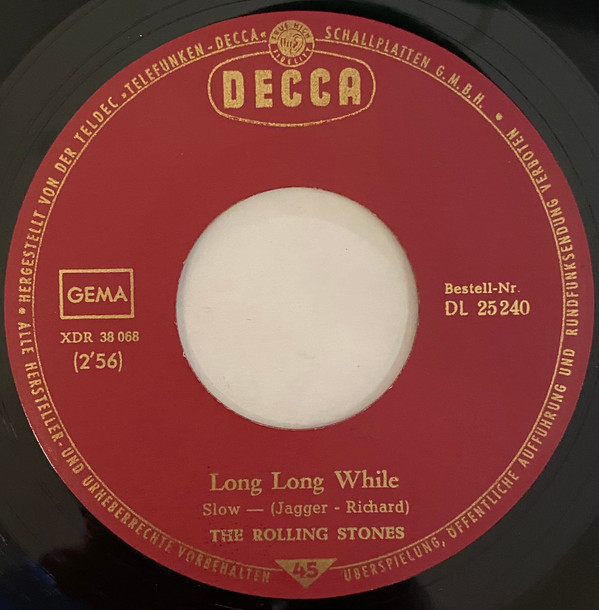 • HERGESTELLT VON DER TELDEC »TELEFUNKEN-DECCA« SCHALLPLATTEN G.M.B.H. •
DECCA
GEMA
XDR 38 068
(2'56)
Bestell-Nr.
DL 25240
Long Long While
Slow — (Jagger - Richard)
THE ROLLING STONES
45
ALLE HERSTELLER- UND URHEBERRECHTE VORBEHALTEN
ÜBERSPIELUNG, ÖFFENTLICHE AUFFÜHRUNG UND RUNDFUNKSENDUNG VERBOTEN